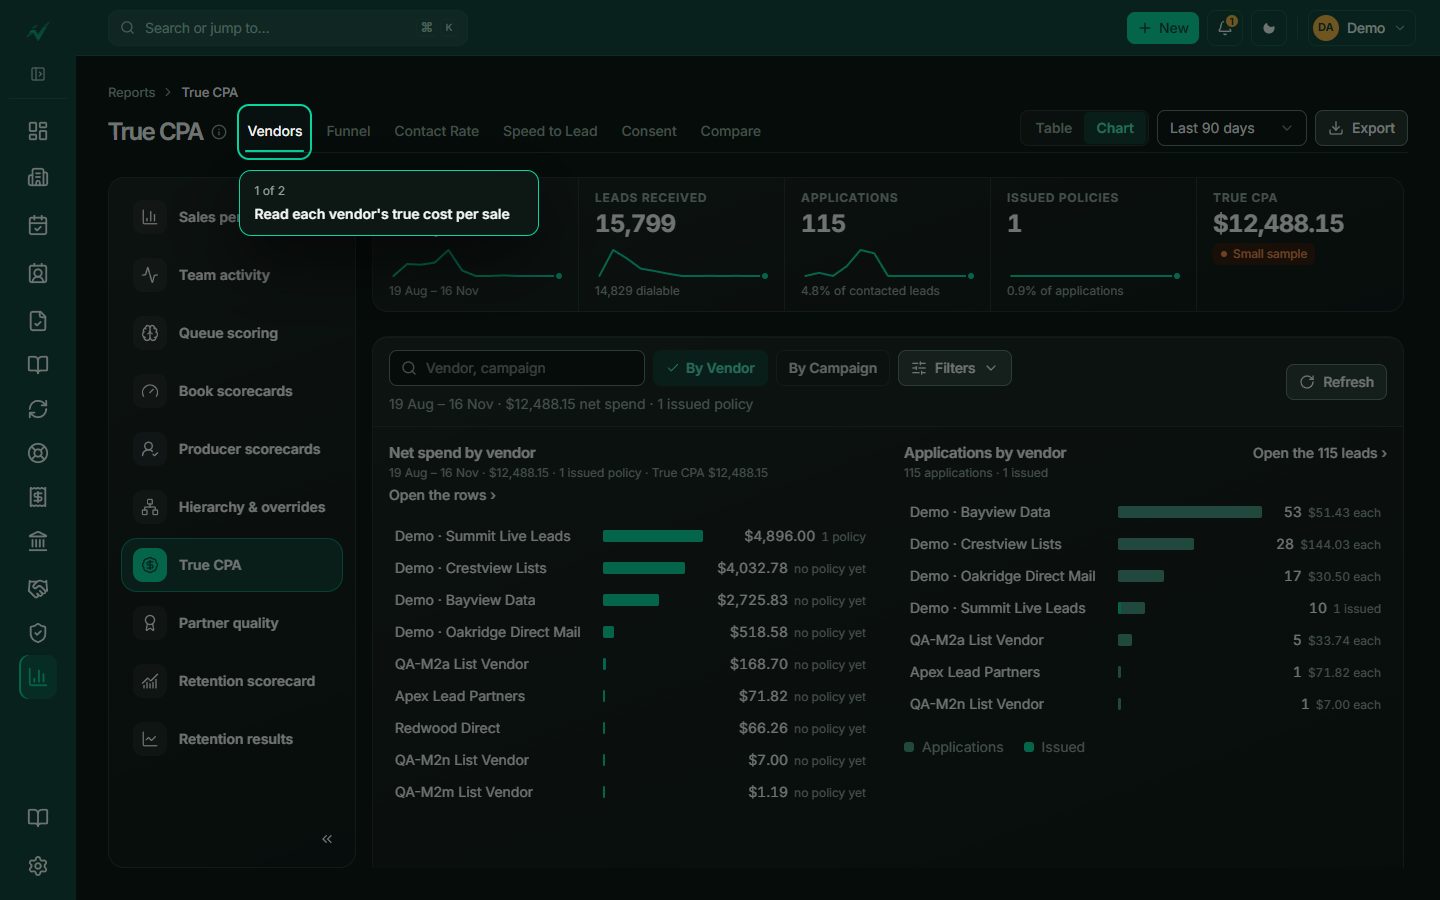 Search or jump to...
⌘ K
New
1
DA
Demo
Reports > True CPA
True CPA
Vendors
Funnel
Contact Rate
Speed to Lead
Consent
Compare
Table
Chart
Last 90 days
Export
1 of 2
Read each vendor's true cost per sale
Team activity
Queue scoring
Book scorecards
Producer scorecards
Hierarchy & overrides
True CPA
Partner quality
Retention scorecard
Retention results
19 Aug – 16 Nov
LEADS RECEIVED
15,799
14,829 dialable
APPLICATIONS
115
4.8% of contacted leads
ISSUED POLICIES
1
0.9% of applications
TRUE CPA
$12,488.15
Small sample
Vendor, campaign
By Vendor
By Campaign
Filters
Refresh
19 Aug – 16 Nov · $12,488.15 net spend · 1 issued policy
Net spend by vendor
19 Aug – 16 Nov · $12,488.15 · 1 issued policy · True CPA $12,488.15
Open the rows ›
Demo · Summit Live Leads $4,896.00 1 policy
Demo · Crestview Lists $4,032.78 no policy yet
Demo · Bayview Data $2,725.83 no policy yet
Demo · Oakridge Direct Mail $518.58 no policy yet
QA-M2a List Vendor $168.70 no policy yet
Apex Lead Partners $71.82 no policy yet
Redwood Direct $66.26 no policy yet
QA-M2n List Vendor $7.00 no policy yet
QA-M2m List Vendor $1.19 no policy yet
Applications by vendor
Open the 115 leads ›
115 applications · 1 issued
Demo · Bayview Data 53 $51.43 each
Demo · Crestview Lists 28 $144.03 each
Demo · Oakridge Direct Mail 17 $30.50 each
Demo · Summit Live Leads 10 1 issued
QA-M2a List Vendor 5 $33.74 each
Apex Lead Partners 1 $71.82 each
QA-M2n List Vendor 1 $7.00 each
Applications
Issued